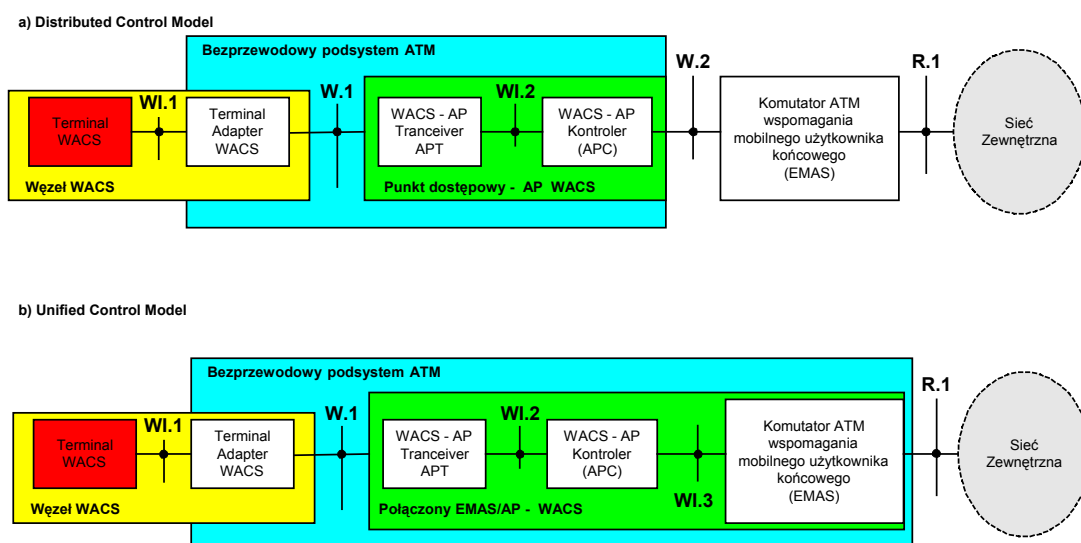 a) Distributed Control Model
Bezprzewodowy podsystem ATM
WI.1
W.1
WI.2
W.2
R.1
Terminal
WACS
Terminal
Adapter
WACS
WACS - AP
Tranceiver
APT
WACS - AP
Kontroler
(APC)
Komutator ATM
wspomagania
mobilnego użytkownika
końcowego
(EMAS)
Sieć
Zewnętrzna
Węzeł WACS
Punkt dostępowy - AP WACS
b) Unified Control Model
Bezprzewodowy podsystem ATM
WI.1
W.1
WI.2
R.1
Terminal
WACS
Terminal
Adapter
WACS
WACS - AP
Tranceiver
APT
WACS - AP
Kontroler
(APC)
WI.3
Komutator ATM
wspomagania
mobilnego użytkownika
końcowego
(EMAS)
Sieć
Zewnętrzna
Węzeł WACS
Połączony EMAS/AP - WACS